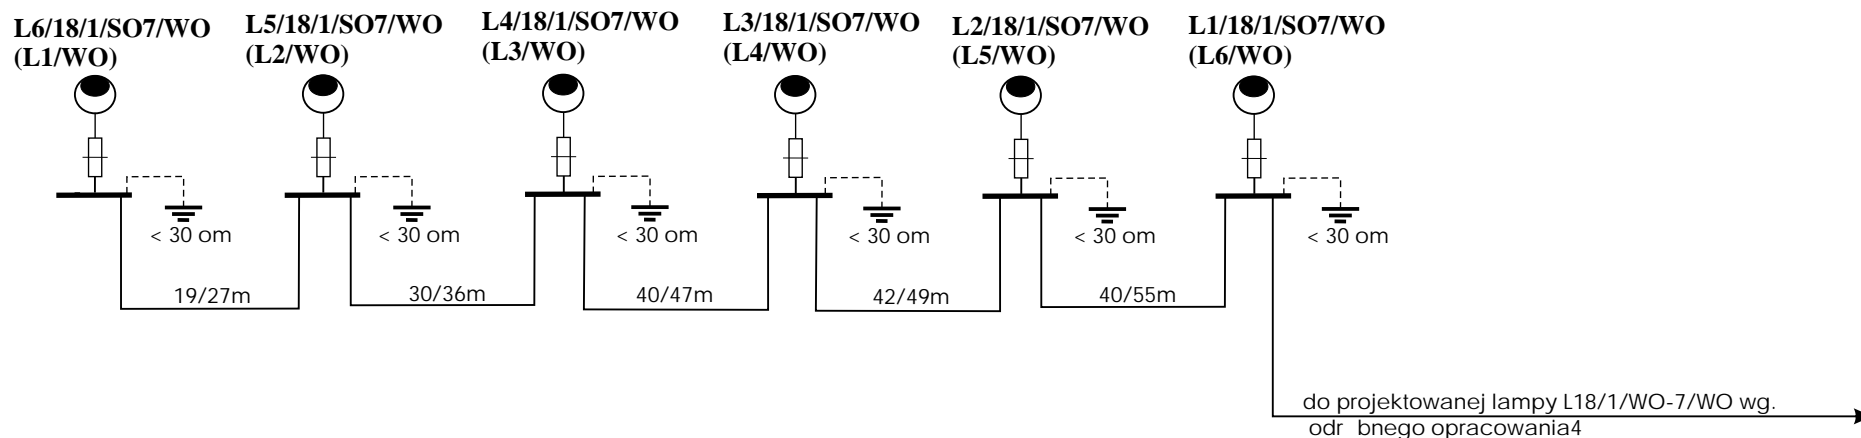 L6/18/1/SO7/WO
(L1/WO)
L5/18/1/SO7/WO
(L2/WO)
L4/18/1/SO7/WO
(L3/WO)
L3/18/1/SO7/WO
(L4/WO)
L2/18/1/SO7/WO
(L5/WO)
L1/18/1/SO7/WO
(L6/WO)
< 30 om
< 30 om
< 30 om
< 30 om
< 30 om
< 30 om
19/27m
30/36m
40/47m
42/49m
40/55m
do projektowanej lampy L18/1/WO-7/WO wg.
odr bnego opracowania4